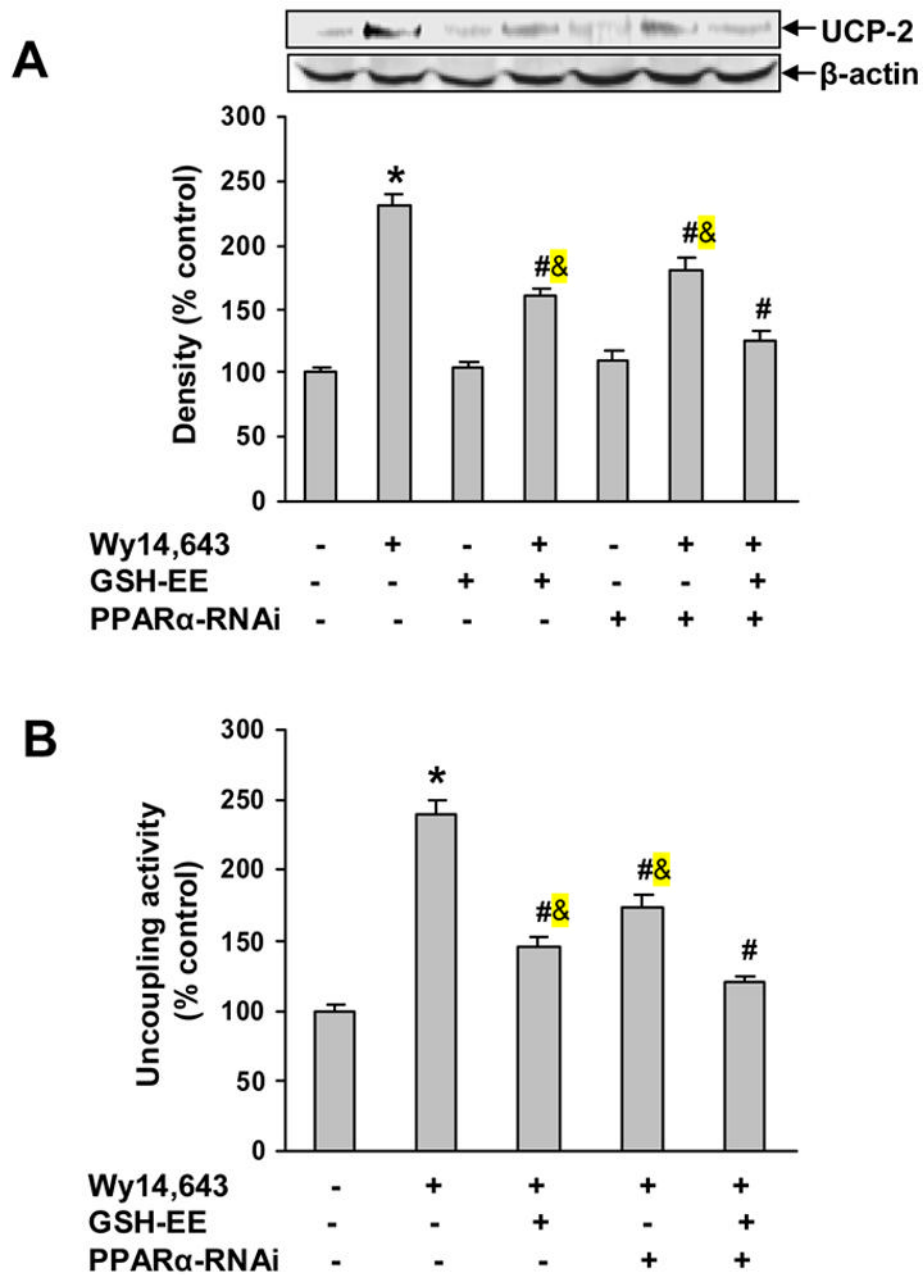 UCP-2
A
β-actin
300
250
200
150
100
50
0
Density (% control)
*
#&
#&
#
Wy14,643 - + - + - + +
GSH-EE - - + + - - +
PPARα-RNAi - - - - + + +
B
300
250
200
150
100
50
0
Uncoupling activity
(% control)
*
#&
#&
#
Wy14,643 - + + + +
GSH-EE - - + - +
PPARα-RNAi - - - + +